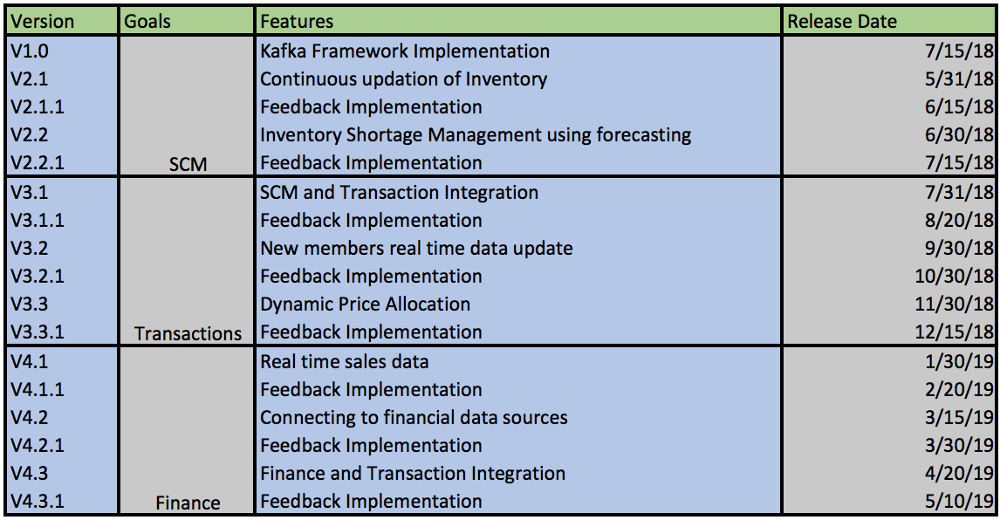 Version Goals Features Release Date
V1.0 Kafka Framework Implementation 7/15/18
V2.1 Continuous updation of Inventory 5/31/18
V2.1.1 Feedback Implementation 6/15/18
V2.2 Inventory Shortage Management using forecasting 6/30/18
V2.2.1 SCM Feedback Implementation 7/15/18
V3.1 SCM and Transaction Integration 7/31/18
V3.1.1 Feedback Implementation 8/20/18
V3.2 New members real time data update 9/30/18
V3.2.1 Feedback Implementation 10/30/18
V3.3 Dynamic Price Allocation 11/30/18
V3.3.1 Transactions Feedback Implementation 12/15/18
V4.1 Real time sales data 1/30/19
V4.1.1 Feedback Implementation 2/20/19
V4.2 Connecting to financial data sources 3/15/19
V4.2.1 Feedback Implementation 3/30/19
V4.3 Finance and Transaction Integration 4/20/19
V4.3.1 Finance Feedback Implementation 5/10/19